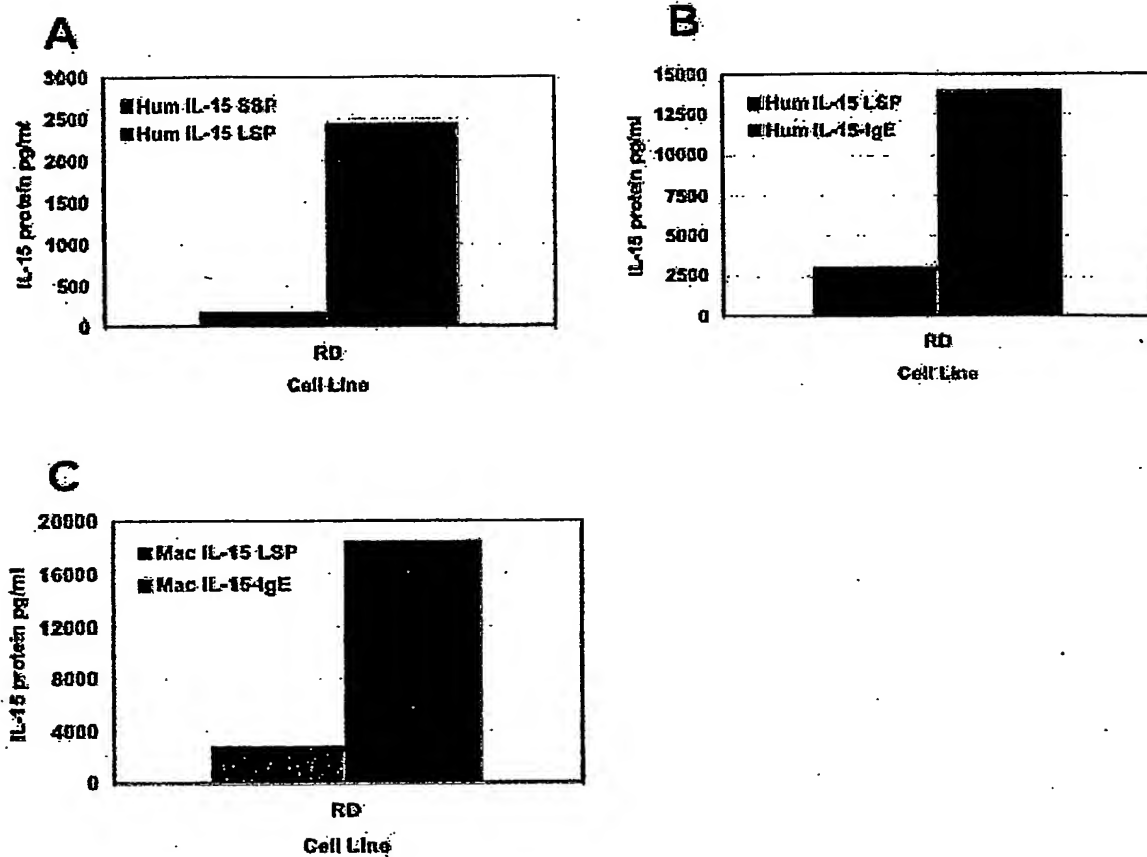 A
3000
2500
2000
1500
1000
500
0
IL-15 protein pg/ml
Hum IL-15 SSP
Hum IL-15 LSP
RD
Cell Line
B
15000
12500
10000
7500
5000
2500
0
IL-15 protein pg/ml
Hum IL-15 LSP
Hum IL-15-IgE
RD
Cell Line
C
20000
16000
12000
8000
4000
0
IL-15 protein pg/ml
Mac IL-15 LSP
Mac IL-15-IgE
RD
Cell Line